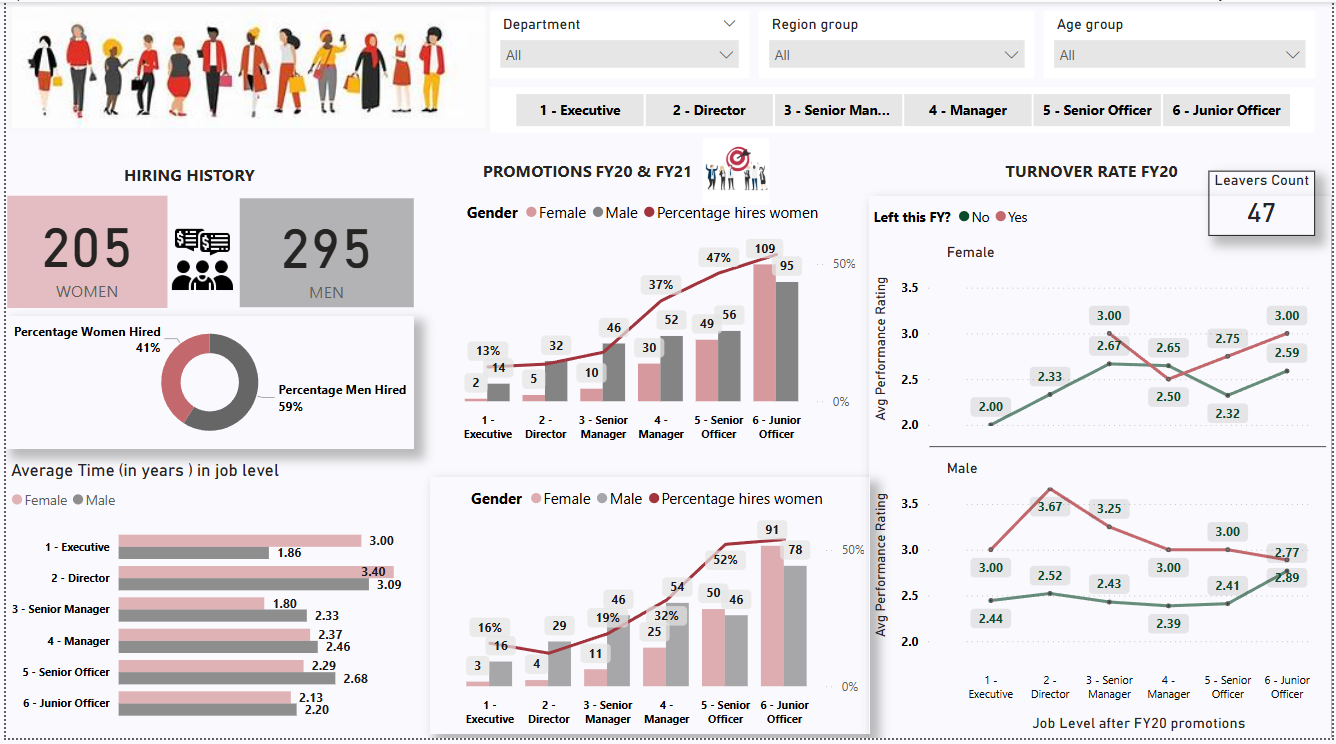 Department
Region group
Age group
All
All
All
1 - Executive
2 - Director
3 - Senior Man...
4 - Manager
5 - Senior Officer
6 - Junior Officer
HIRING HISTORY
205
WOMEN
295
MEN
Percentage Women Hired
41%
Percentage Men Hired
59%
Average Time (in years ) in job level
Female Male
1 - Executive 3.00
1.86
2 - Director 3.40
3.09
3 - Senior Manager 1.80
2.33
4 - Manager 2.37
2.46
5 - Senior Officer 2.29
2.68
6 - Junior Officer 2.13
2.20
PROMOTIONS FY20 & FY21
Gender Female Male Percentage hires women
109
47%
95
50%
37%
46
52
49
56
32
30
13%
14
10
2
5
0%
1 -
Executive
2 -
Director
3 - Senior
Manager
4 -
Manager
5 - Senior
Officer
6 - Junior
Officer
Gender Female Male Percentage hires women
91
78
50%
52%
54
46
50
46
16%
29
19%
32%
16
25
3
4
11
0%
1 -
Executive
2 -
Director
3 - Senior
Manager
4 -
Manager
5 - Senior
Officer
6 - Junior
Officer
TURNOVER RATE FY20
Leavers Count
47
Left this FY? No Yes
Female
Avg Performance Rating
3.5
3.0
2.5
2.0
3.00
3.00
2.67
2.65
2.75
2.59
2.33
2.50
2.32
2.00
Male
Avg Performance Rating
3.5
3.0
2.5
2.0
3.67
3.25
3.00
2.77
3.00
3.00
2.89
2.52
2.43
2.41
2.44
2.39
1 -
Executive
2 -
Director
3 - Senior
Manager
4 -
Manager
5 - Senior
Officer
6 - Junior
Officer
Job Level after FY20 promotions